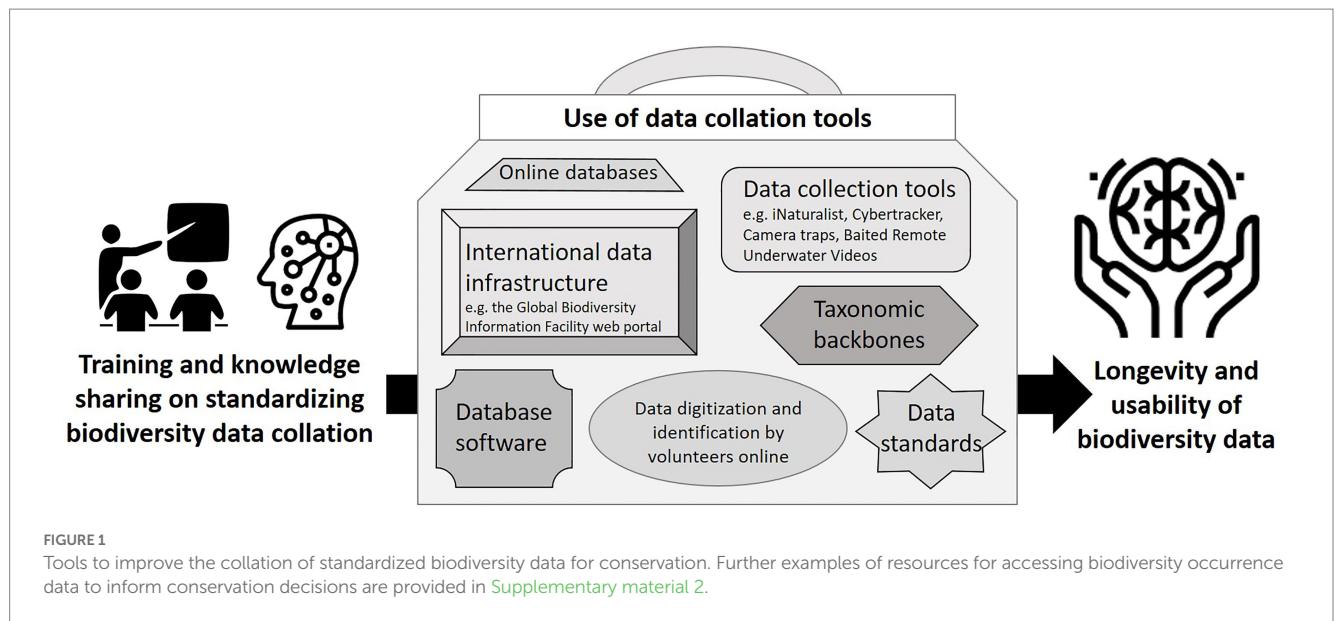 Use of data collation tools
Online databases
Data collection tools
e.g. iNaturalist, Cybertracker,
Camera traps, Baited Remote
Underwater Videos
International data
infrastructure
e.g. the Global Biodiversity
Information Facility web portal
Taxonomic
backbones
Training and knowledge
sharing on standardizing
biodiversity data collation
Database
software
Data digitization and
identification by
volunteers online
Data
standards
Longevity and
usability of
biodiversity data
FIGURE 1
Tools to improve the collation of standardized biodiversity data for conservation. Further examples of resources for accessing biodiversity occurrence
data to inform conservation decisions are provided in Supplementary material 2.